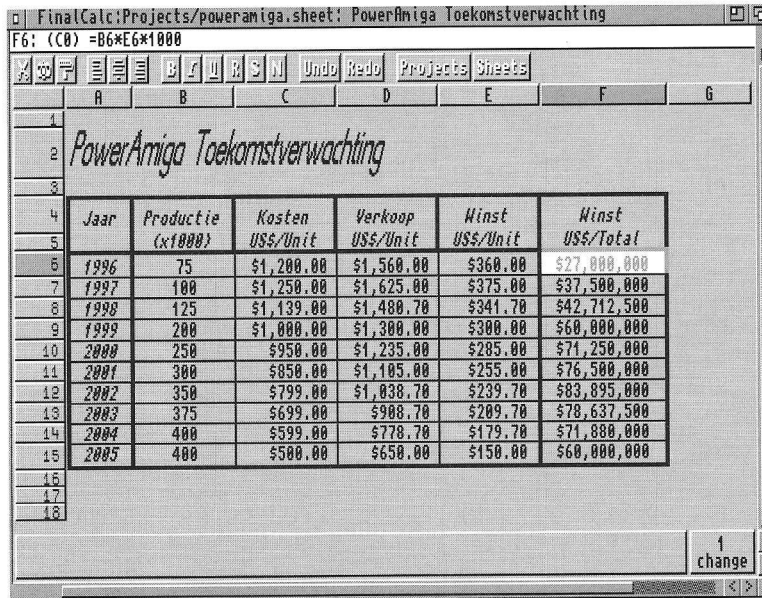 FinalCalc:Projects/poweramiga.sheet: PowerAmiga Toekomstverwachting
F6: (C0) =B6*E6*1000
B I U R S N Undo Redo Projects Sheets
A B C D E F G
1
2 PowerAmiga Toekomstverwachting
3
4 Jaar Productie Kosten Verkoop Winst Winst
5 (x1000) US$/Unit US$/Unit US$/Unit US$/Total
6 1996 75 $1,200.00 $1,560.00 $360.00 $27,000,000
7 1997 100 $1,250.00 $1,625.00 $375.00 $37,500,000
8 1998 125 $1,139.00 $1,480.70 $341.70 $42,712,500
9 1999 200 $1,000.00 $1,300.00 $300.00 $60,000,000
10 2000 250 $950.00 $1,235.00 $285.00 $71,250,000
11 2001 300 $850.00 $1,105.00 $255.00 $76,500,000
12 2002 350 $799.00 $1,038.70 $239.70 $83,895,000
13 2003 375 $699.00 $908.70 $209.70 $78,637,500
14 2004 400 $599.00 $778.70 $179.70 $71,880,000
15 2005 400 $500.00 $650.00 $150.00 $60,000,000
16
17
18
1
change